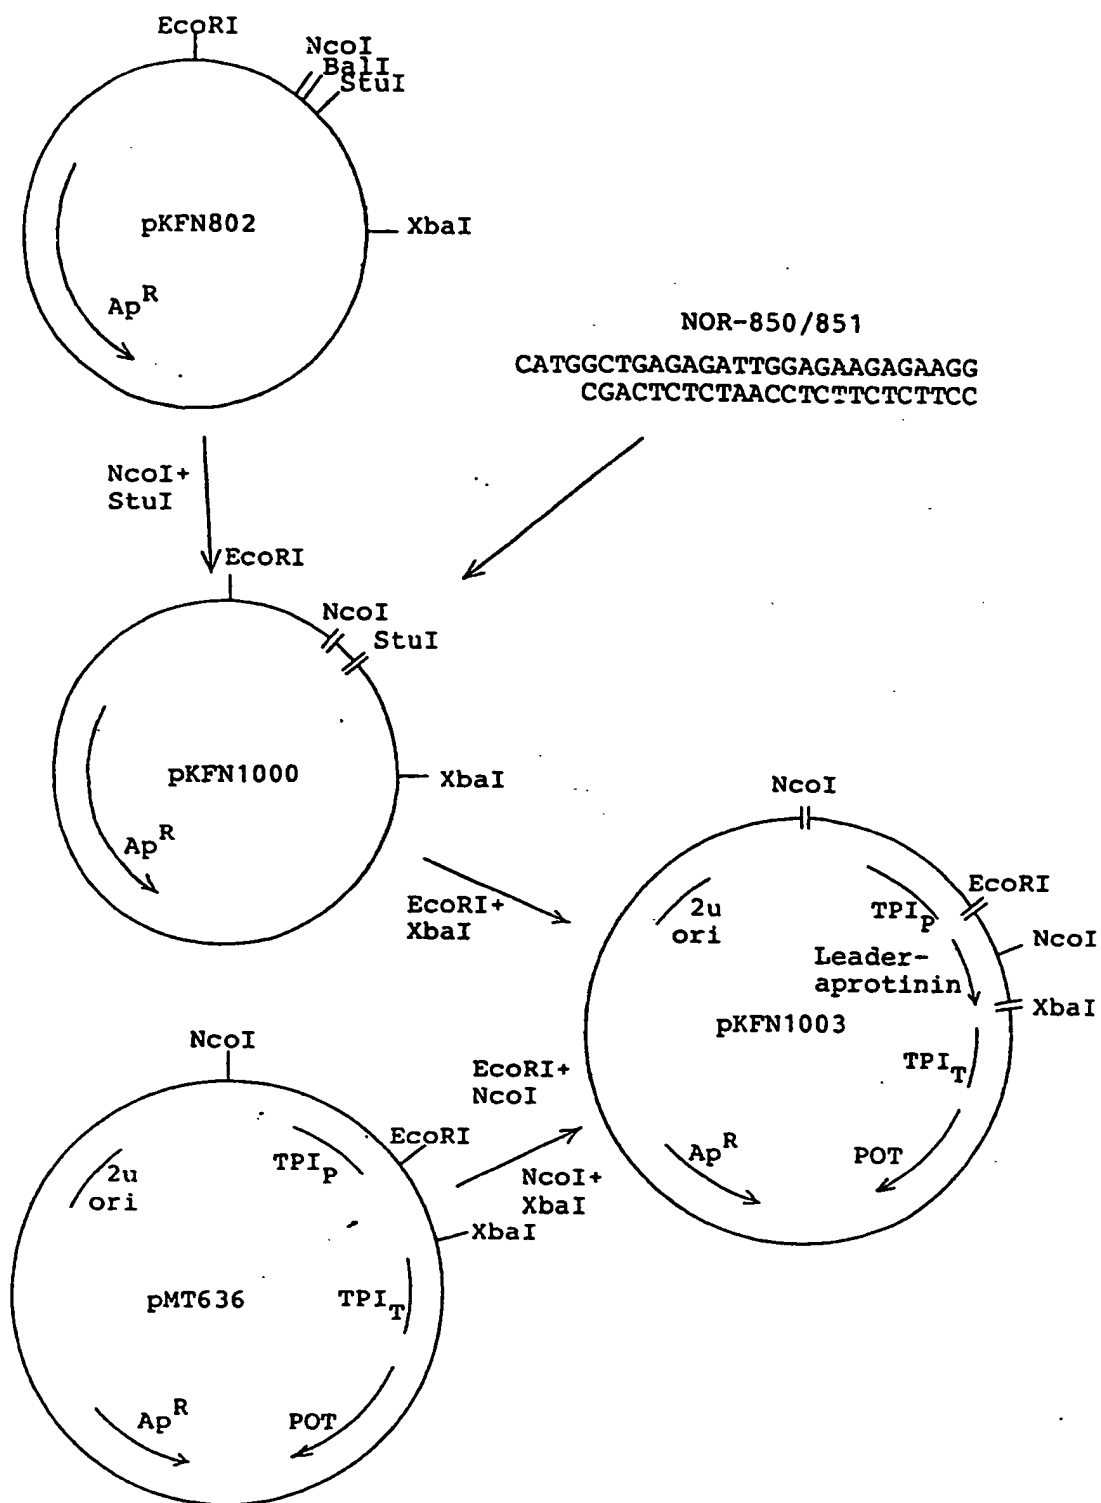 EcoRI
NcoI
BalI
StuI
pKFN802
XbaI
Ap^R
NOR-850/851
CATGGCTGAGAGATTGGAGAAGAGAAGG
CGACTCTCTAACCTCTTCTCTTCC
NcoI+
StuI
EcoRI
NcoI
StuI
pKFN1000
XbaI
Ap^R
EcoRI+
XbaI
NcoI
EcoRI
NcoI
XbaI
2u
ori
TPI_P
Leader-
aprotinin
pKFN1003
TPI_T
POT
Ap^R
NcoI
EcoRI+
NcoI
EcoRI
NcoI+
XbaI
XbaI
2u
ori
TPI_P
pMT636
TPI_T
Ap^R
POT